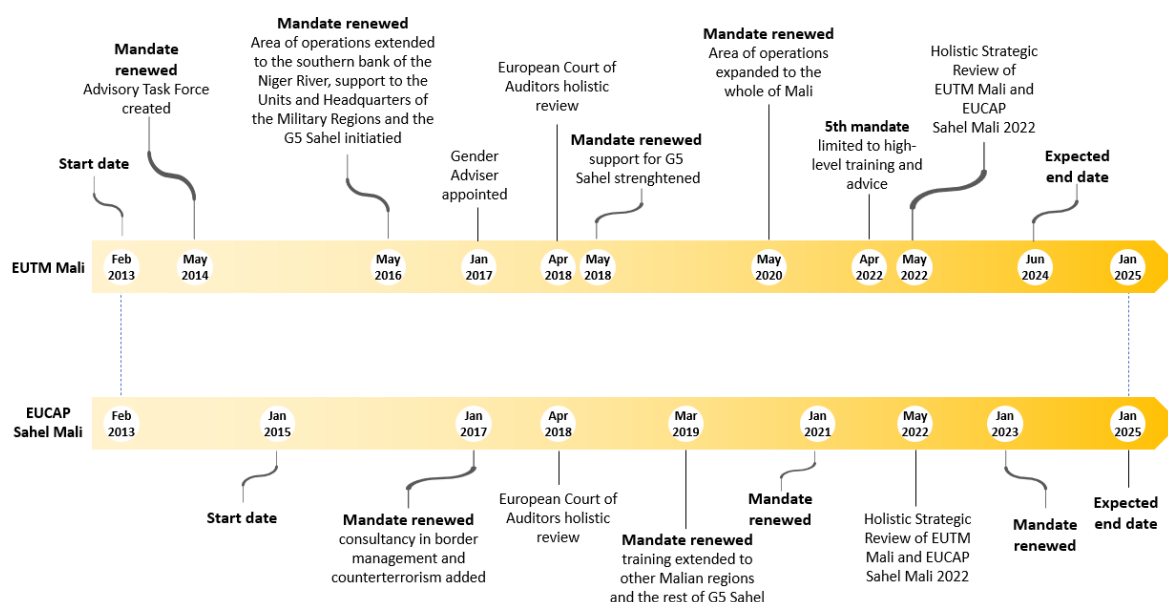 Mandate
renewed
Advisory Task Force
created
Start date
Mandate renewed
Area of operations extended
to the southern bank of the
Niger River, support to the
Units and Headquarters of
the Military Regions and the
G5 Sahel initiatied
Gender
Adviser
appointed
European Court of
Auditors holistic
review
Mandate renewed
support for G5
Sahel strenghtened
Mandate renewed
Area of operations
expanded to the
whole of Mali
5th mandate
limited to high-
level training and
advice
Holistic Strategic
Review of
EUTM Mali and
EUCAP
Sahel Mali 2022
Expected
end date
EUTM Mali
Feb
2013
May
2014
May
2016
Jan
2017
Apr
2018
May
2018
May
2020
Apr
2022
May
2022
Jun
2024
Jan
2025
EUCAP
Sahel Mali
Feb
2013
Jan
2015
Jan
2017
Apr
2018
Mar
2019
Jan
2021
May
2022
Jan
2023
Jan
2025
Start date
Mandate renewed
consultancy in border
management and
counterterrorism added
European Court of
Auditors holistic
review
Mandate renewed
training extended to
other Malian regions
and the rest of G5 Sahel
Mandate
renewed
Holistic Strategic
Review of EUTM
Mali and EUCAP
Sahel Mali 2022
Mandate
renewed
Expected
end date